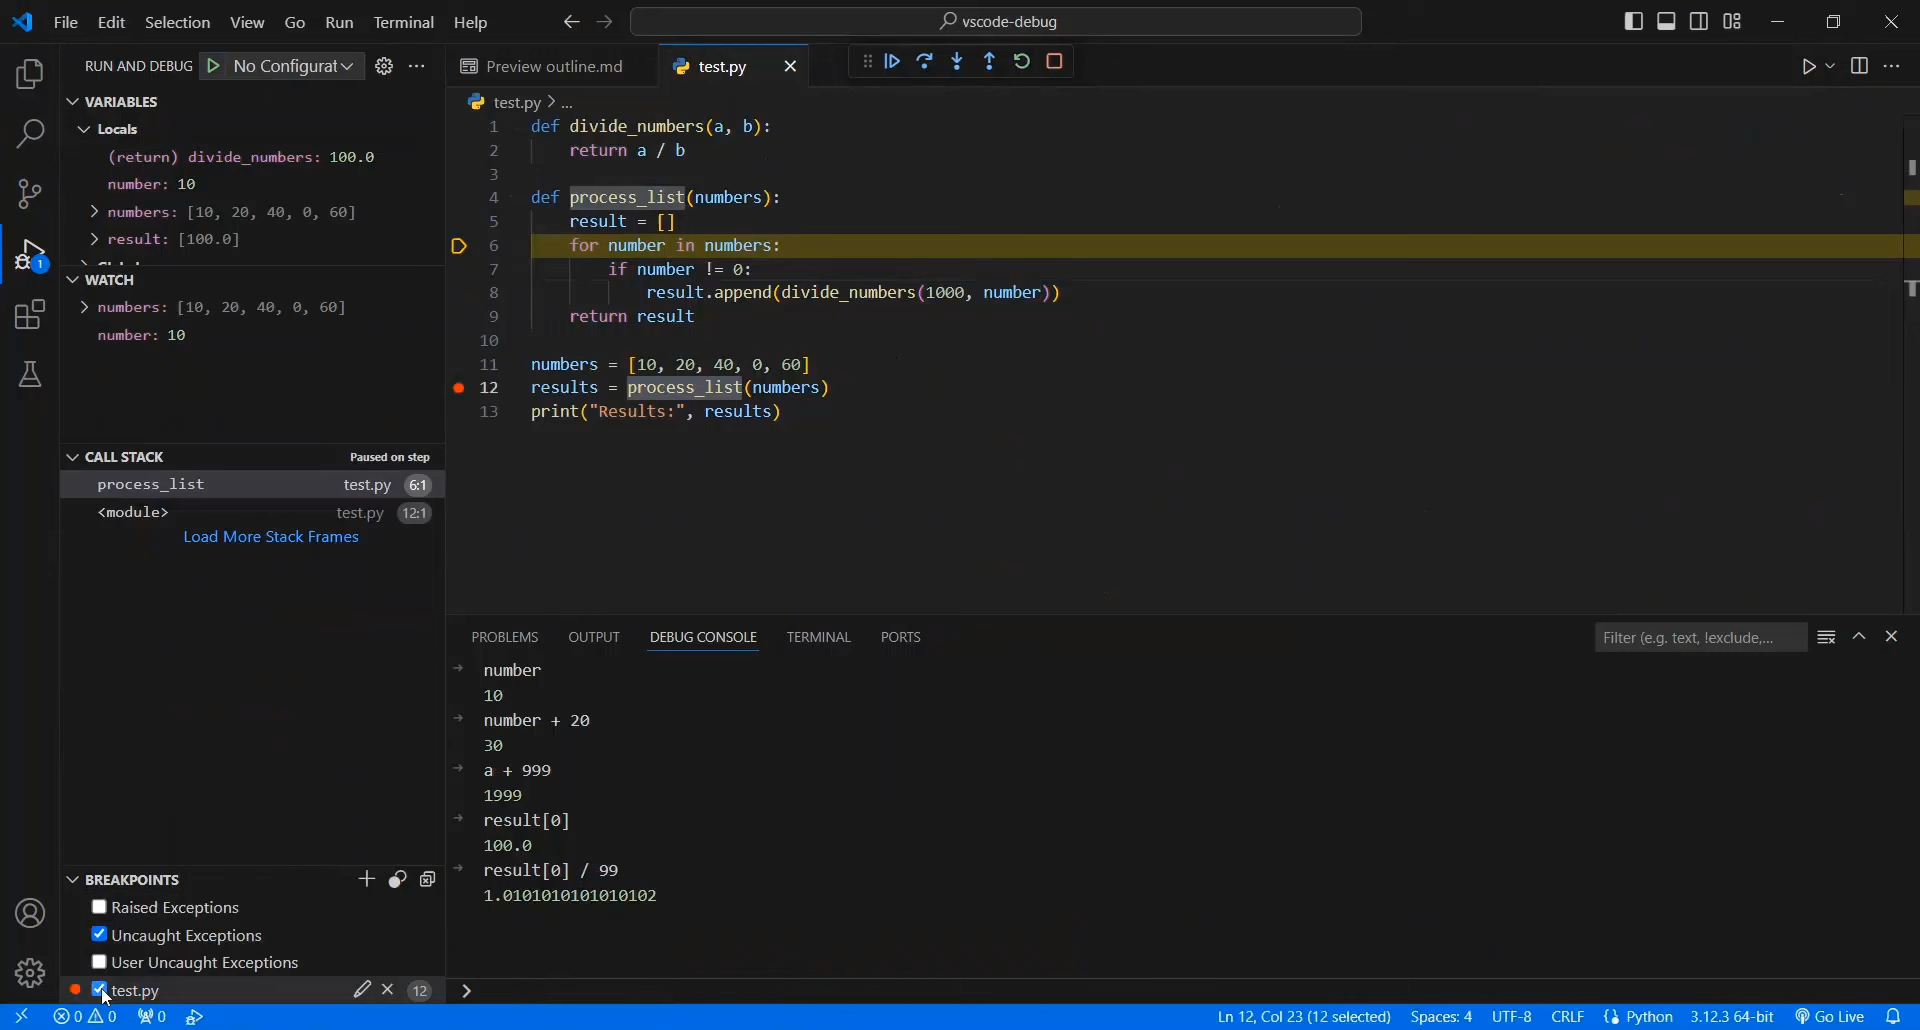 File Edit Selection View Go Run Terminal Help
vscode-debug
RUN AND DEBUG No Configurat
VARIABLES
Locals
(return) divide_numbers: 100.0
number: 10
numbers: [10, 20, 40, 0, 60]
result: [100.0]
WATCH
numbers: [10, 20, 40, 0, 60]
number: 10
CALL STACK Paused on step
process_list test.py 6:1
<module> test.py 12:1
Load More Stack Frames
BREAKPOINTS
Raised Exceptions
Uncaught Exceptions
User Uncaught Exceptions
test.py 12
Preview outline.md test.py
test.py > ...
1 def divide_numbers(a, b):
2 return a / b
3
4 def process_list(numbers):
5 result = []
6 for number in numbers:
7 if number != 0:
8 result.append(divide_numbers(1000, number))
9 return result
10
11 numbers = [10, 20, 40, 0, 60]
12 results = process_list(numbers)
13 print("Results:", results)
PROBLEMS OUTPUT DEBUG CONSOLE TERMINAL PORTS
Filter (e.g. text, !exclude,...
number
10
number + 20
30
a + 999
1999
result[0]
100.0
result[0] / 99
1.0101010101010102
0 0 0 Ln 12, Col 23 (12 selected) Spaces: 4 UTF-8 CRLF Python 3.12.3 64-bit Go Live